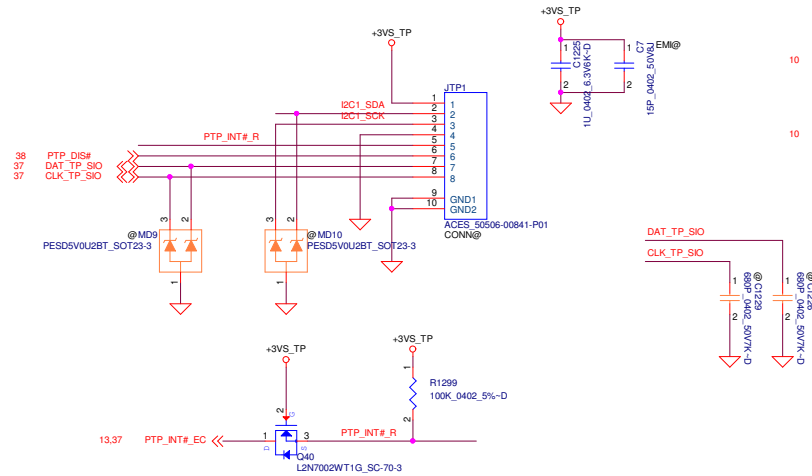 +3VS_TP
+3VS_TP
1
2
C1225
1U_0402_6.3V6K~D
1
2
C7
15P_0402_50V8J
EMI@
10
10
JTP1
I2C1_SDA
I2C1_SCK
PTP_INT#_R
38 PTP_DIS#
37 DAT_TP_SIO
37 CLK_TP_SIO
1 1
2 2
3 3
4 4
5 5
6 6
7 7
8 8
9 GND1
10 GND2
ACES_50506-00841-P01
CONN@
3 2
@MD9
PESD5V0U2BT_SOT23-3
1
3 2
@MD10
PESD5V0U2BT_SOT23-3
1
DAT_TP_SIO
CLK_TP_SIO
1
2
@C1229
680P_0402_50V7K~D
1
2
680P_0402_50V7K~D
+3VS_TP
+3VS_TP
1
R1299
100K_0402_5%~D
2
2
G
13,37 PTP_INT#_EC
1
D
S
3
PTP_INT#_R
Q40
L2N7002WT1G_SC-70-3